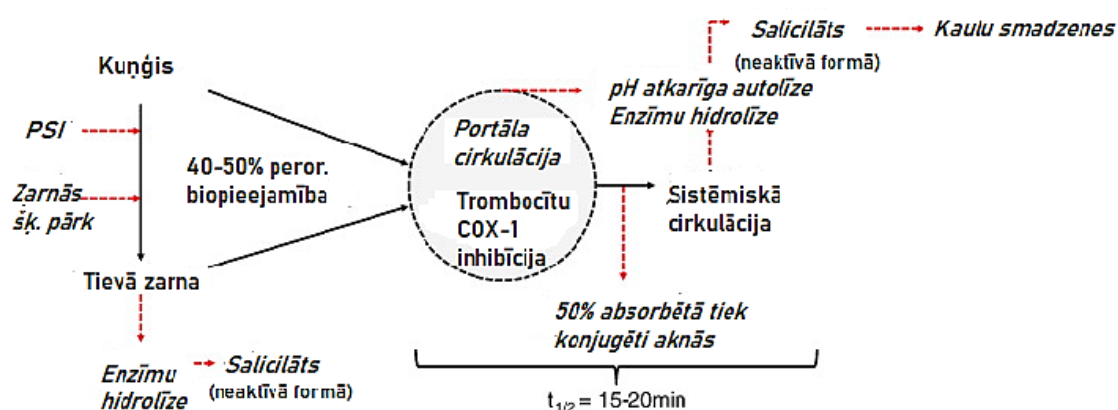 Kuņģis
PSI
Zarnās
šķ. pārk
40-50% peror.
biopieejamība
Tievā zarna
Enzīmu
hidrolīze
Salicilāts
(neaktīvā formā)
Portāla
cirkulācija
Trombocītu
COX-1
inhibīcija
pH atkarīga autolīze
Enzīmu hidrolīze
Salicilāts
(neaktīvā formā)
Kaulu smadzenes
Sistēmiskā
cirkulācija
50% absorbētā tiek
konjugēti aknās
t1/2 = 15-20min